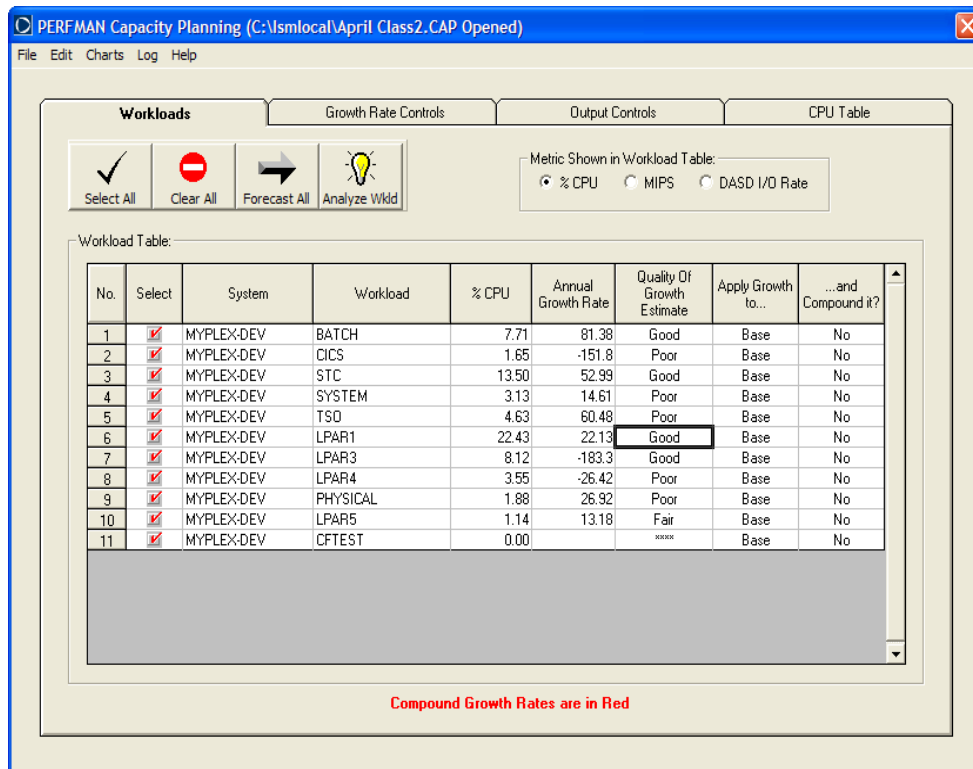 PERFMAN Capacity Planning (C:\lsmlocal\April Class2.CAP Opened)
File Edit Charts Log Help
Workloads Growth Rate Controls Output Controls CPU Table
Select All Clear All Forecast All Analyze Wkld
Metric Shown in Workload Table:
% CPU MIPS DASD I/O Rate
Workload Table:
No. Select System Workload % CPU Annual Growth Rate Quality Of Growth Estimate Apply Growth to... ...and Compound it?
1 MYPLEX-DEV BATCH 7.71 81.38 Good Base No
2 MYPLEX-DEV CICS 1.65 -151.8 Poor Base No
3 MYPLEX-DEV STC 13.50 52.99 Good Base No
4 MYPLEX-DEV SYSTEM 3.13 14.61 Poor Base No
5 MYPLEX-DEV TSO 4.63 60.48 Poor Base No
6 MYPLEX-DEV LPAR1 22.43 22.13 Good Base No
7 MYPLEX-DEV LPAR3 8.12 -183.3 Good Base No
8 MYPLEX-DEV LPAR4 3.55 -26.42 Poor Base No
9 MYPLEX-DEV PHYSICAL 1.88 26.92 Poor Base No
10 MYPLEX-DEV LPAR5 1.14 13.18 Fair Base No
11 MYPLEX-DEV CFTEST 0.00 **** Base No
Compound Growth Rates are in Red